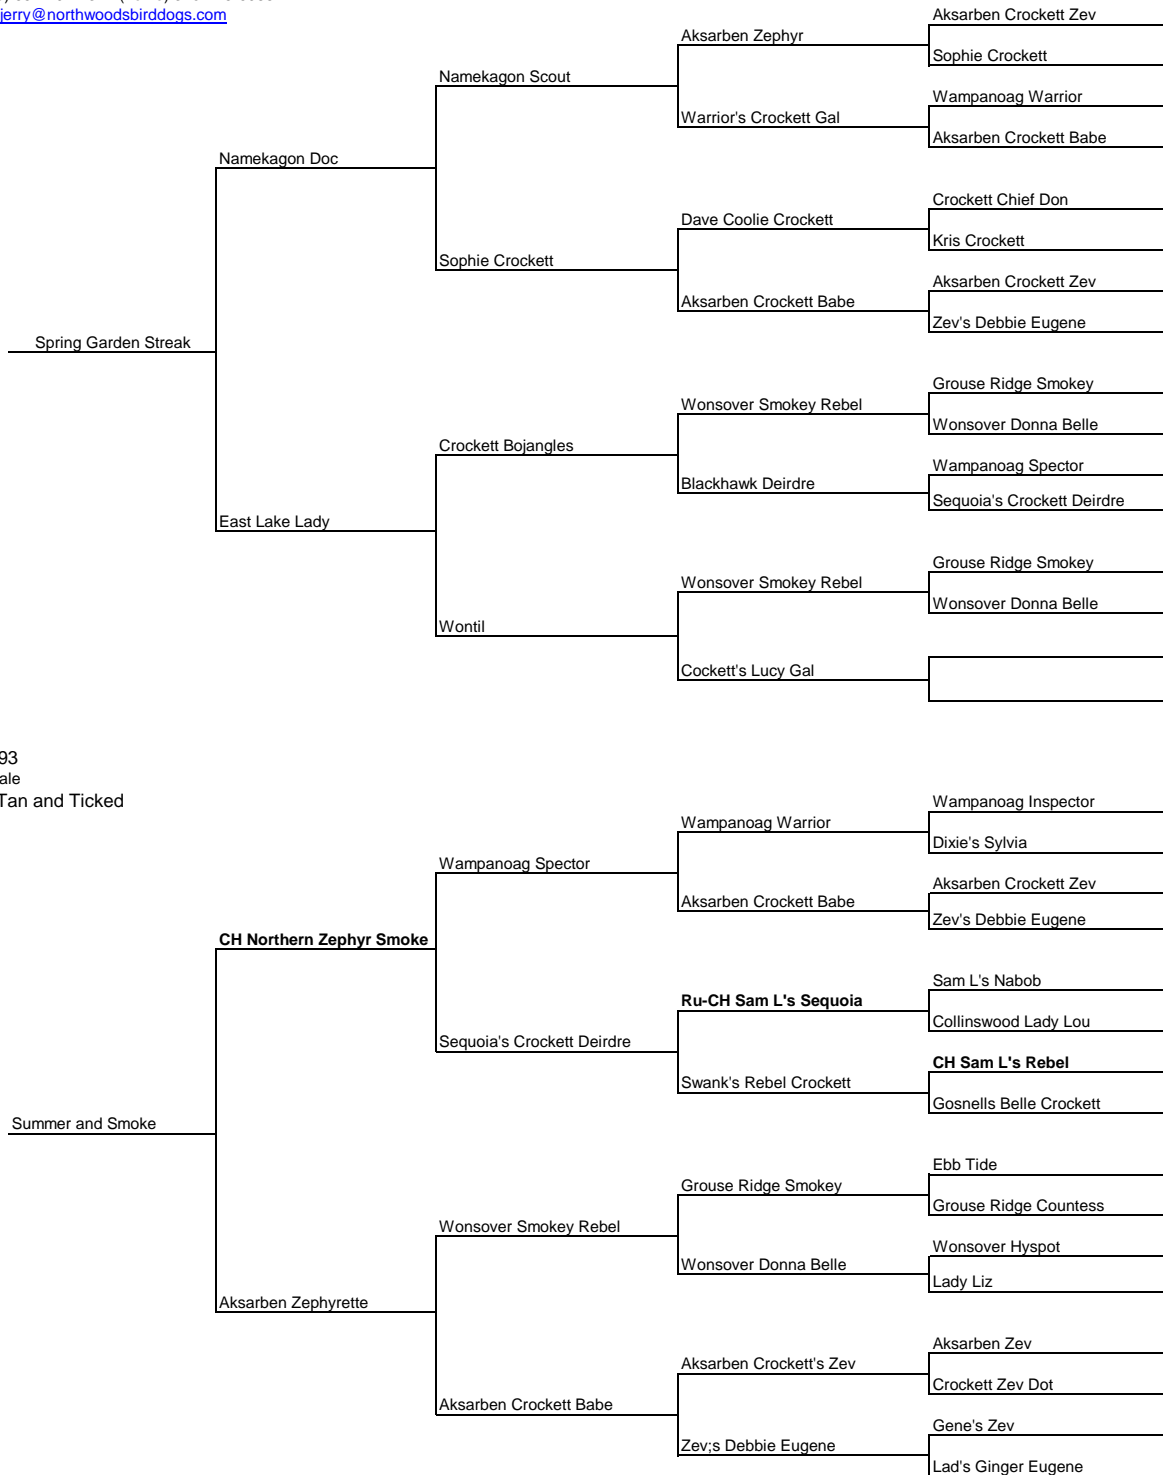 jerry@northwoodsbirddogs.com
Aksarben Crockett Zev
Aksarben Zephyr
Sophie Crockett
Namekagon Scout
Wampanoag Warrior
Warrior's Crockett Gal
Aksarben Crockett Babe
Namekagon Doc
Crockett Chief Don
Dave Coolie Crockett
Kris Crockett
Sophie Crockett
Aksarben Crockett Zev
Aksarben Crockett Babe
Zev's Debbie Eugene
Spring Garden Streak
Grouse Ridge Smokey
Wonsover Smokey Rebel
Wonsover Donna Belle
Crockett Bojangles
Wampanoag Spector
Blackhawk Deirdre
Sequoia's Crockett Deirdre
East Lake Lady
Grouse Ridge Smokey
Wonsover Smokey Rebel
Wonsover Donna Belle
Wontil
Cockett's Lucy Gal
93
ale
Tan and Ticked
Wampanoag Inspector
Wampanoag Warrior
Dixie's Sylvia
Wampanoag Spector
Aksarben Crockett Zev
Aksarben Crockett Babe
Zev's Debbie Eugene
CH Northern Zephyr Smoke
Sam L's Nabob
Ru-CH Sam L's Sequoia
Collinswood Lady Lou
Sequoia's Crockett Deirdre
CH Sam L's Rebel
Swank's Rebel Crockett
Gosnells Belle Crockett
Summer and Smoke
Ebb Tide
Grouse Ridge Smokey
Grouse Ridge Countess
Wonsover Smokey Rebel
Wonsover Hyspot
Wonsover Donna Belle
Lady Liz
Aksarben Zephyrette
Aksarben Zev
Aksarben Crockett's Zev
Crockett Zev Dot
Aksarben Crockett Babe
Gene's Zev
Zev;s Debbie Eugene
Lad's Ginger Eugene